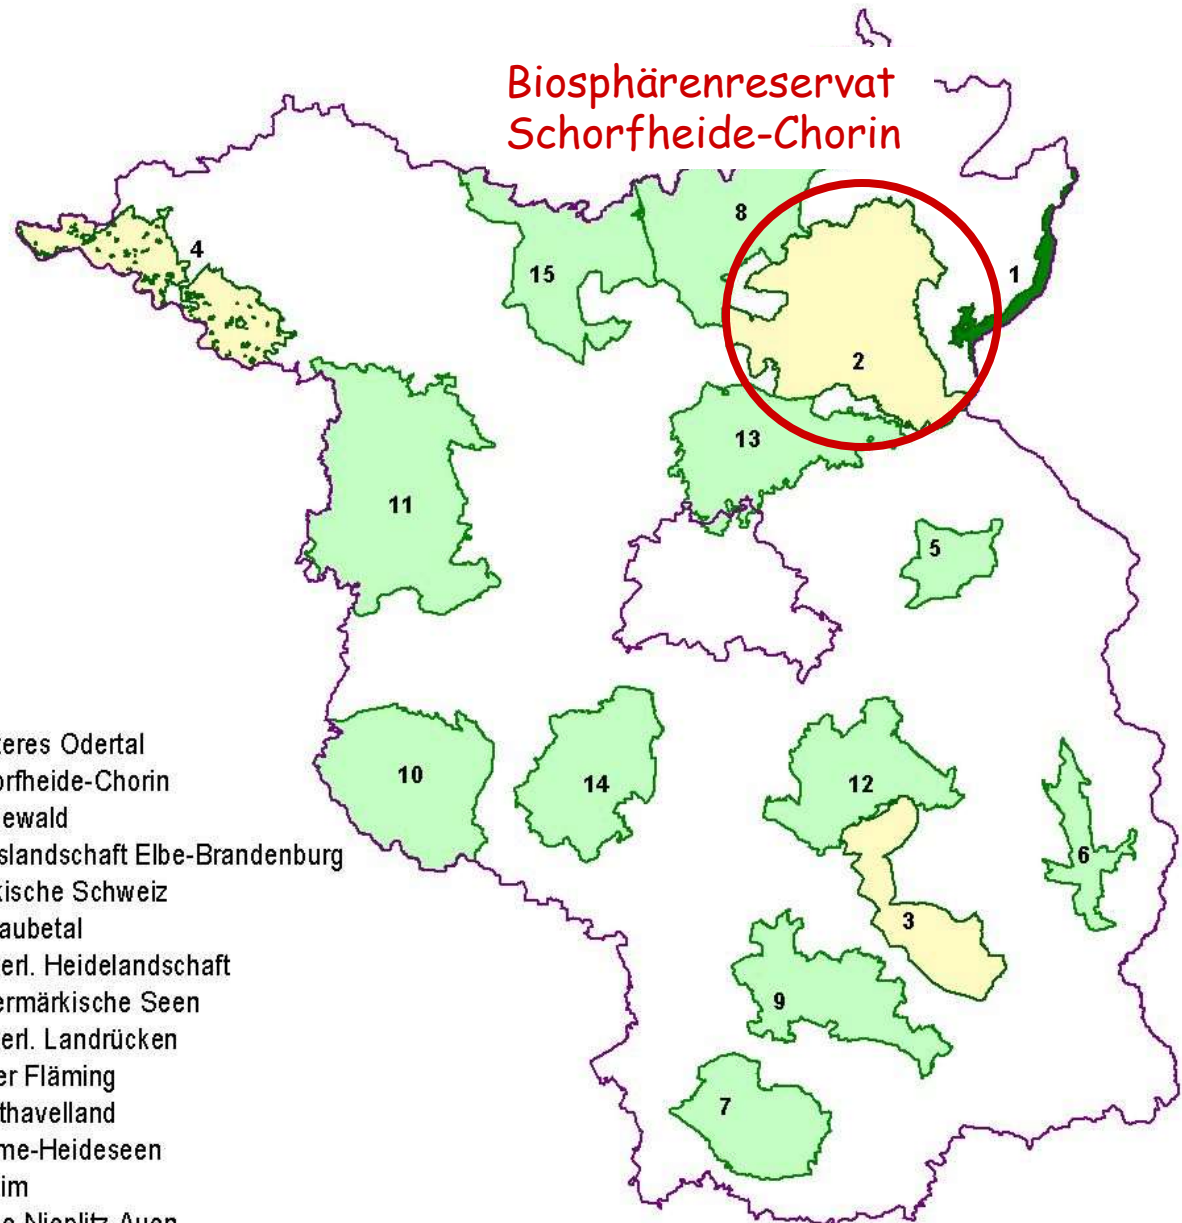 Biosphärenreservat
Schorfheide-Chorin
8
4
15
1
2
13
11
5
10
14
12
6
3
9
7
teres Odertal
orfheide-Chorin
ewald
slandschaft Elbe-Brandenburg
kische Schweiz
aubetal
erl. Heidelandschaft
ermärkische Seen
erl. Landrücken
er Fläming
thavelland
me-Heideseen
im